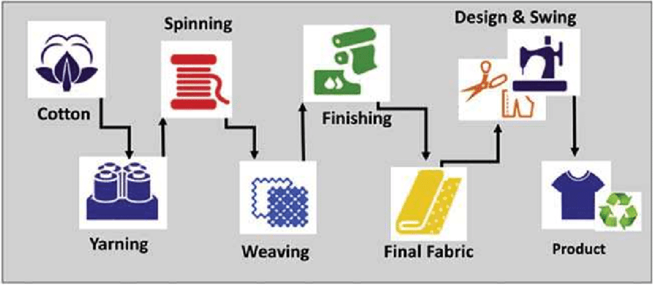 Cotton
Yarning
Spinning
Weaving
Finishing
Final Fabric
Design & Swing
Product